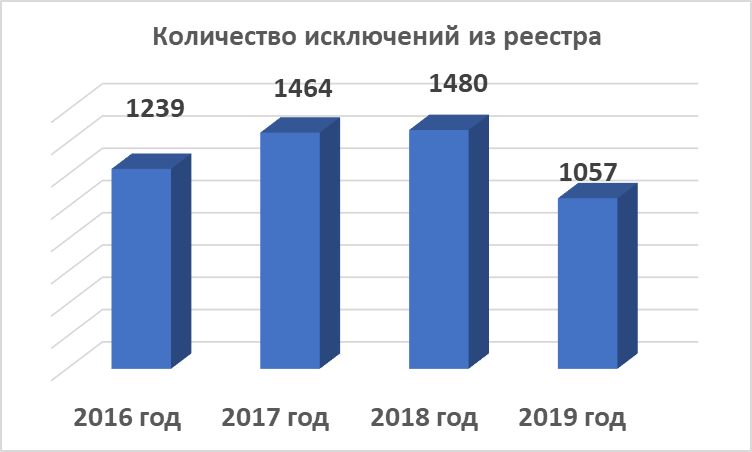 Количество исключений из реестра
1239
1464
1480
1057
2016 год
2017 год
2018 год
2019 год